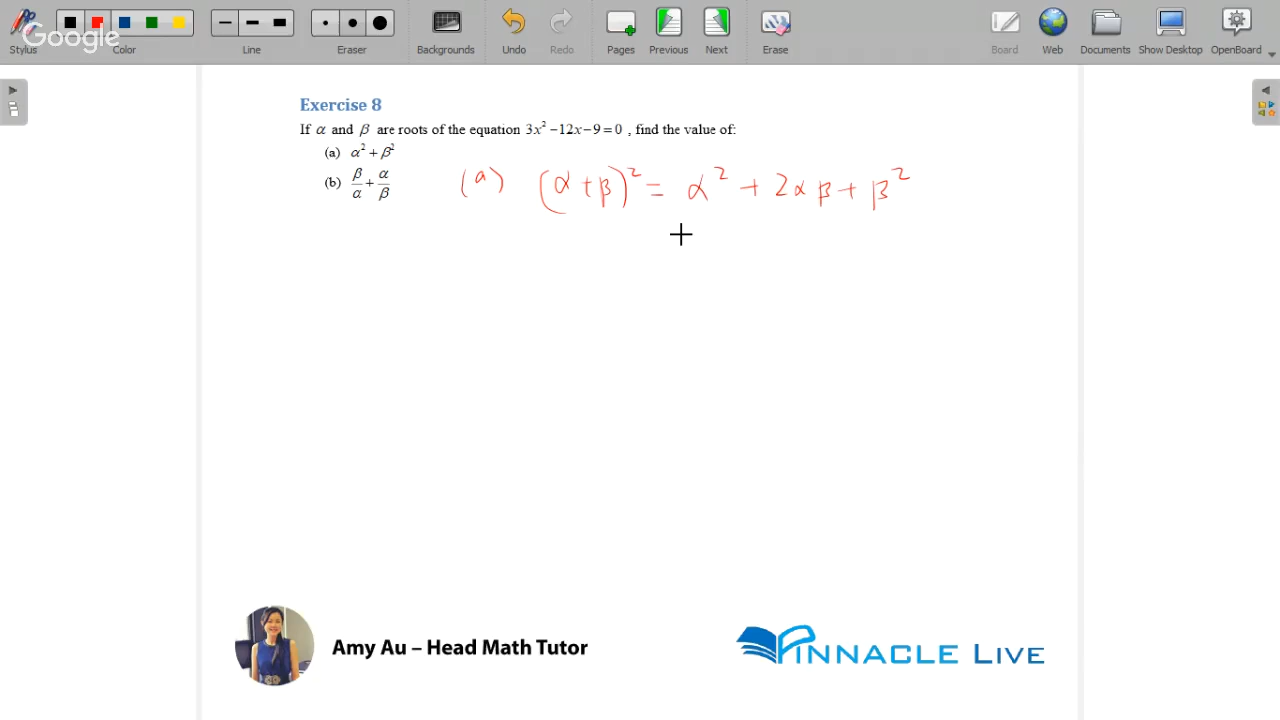 Stylus Color Line Eraser Backgrounds Undo Redo Pages Previous Next Erase Board Web Documents Show Desktop OpenBoard
Google
Exercise 8
If α and β are roots of the equation 3x² −12x−9=0 , find the value of:
(a) α² + β²
(b) β/α + α/β
(a) (α + β)² = α² + 2αβ + β²
Amy Au – Head Math Tutor
PINNACLE LIVE